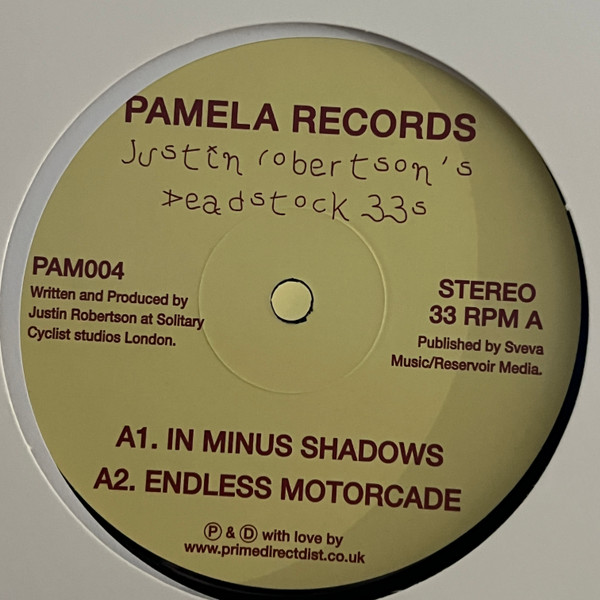 PAMELA RECORDS
Justin robertson's
Deadstock 33s
PAM004
Written and Produced by
Justin Robertson at Solitary
Cyclist studios London.
STEREO
33 RPM A
Published by Sveva
Music/Reservoir Media.
A1. IN MINUS SHADOWS
A2. ENDLESS MOTORCADE
Ⓟ & Ⓓ with love by
www.primedirectdist.co.uk